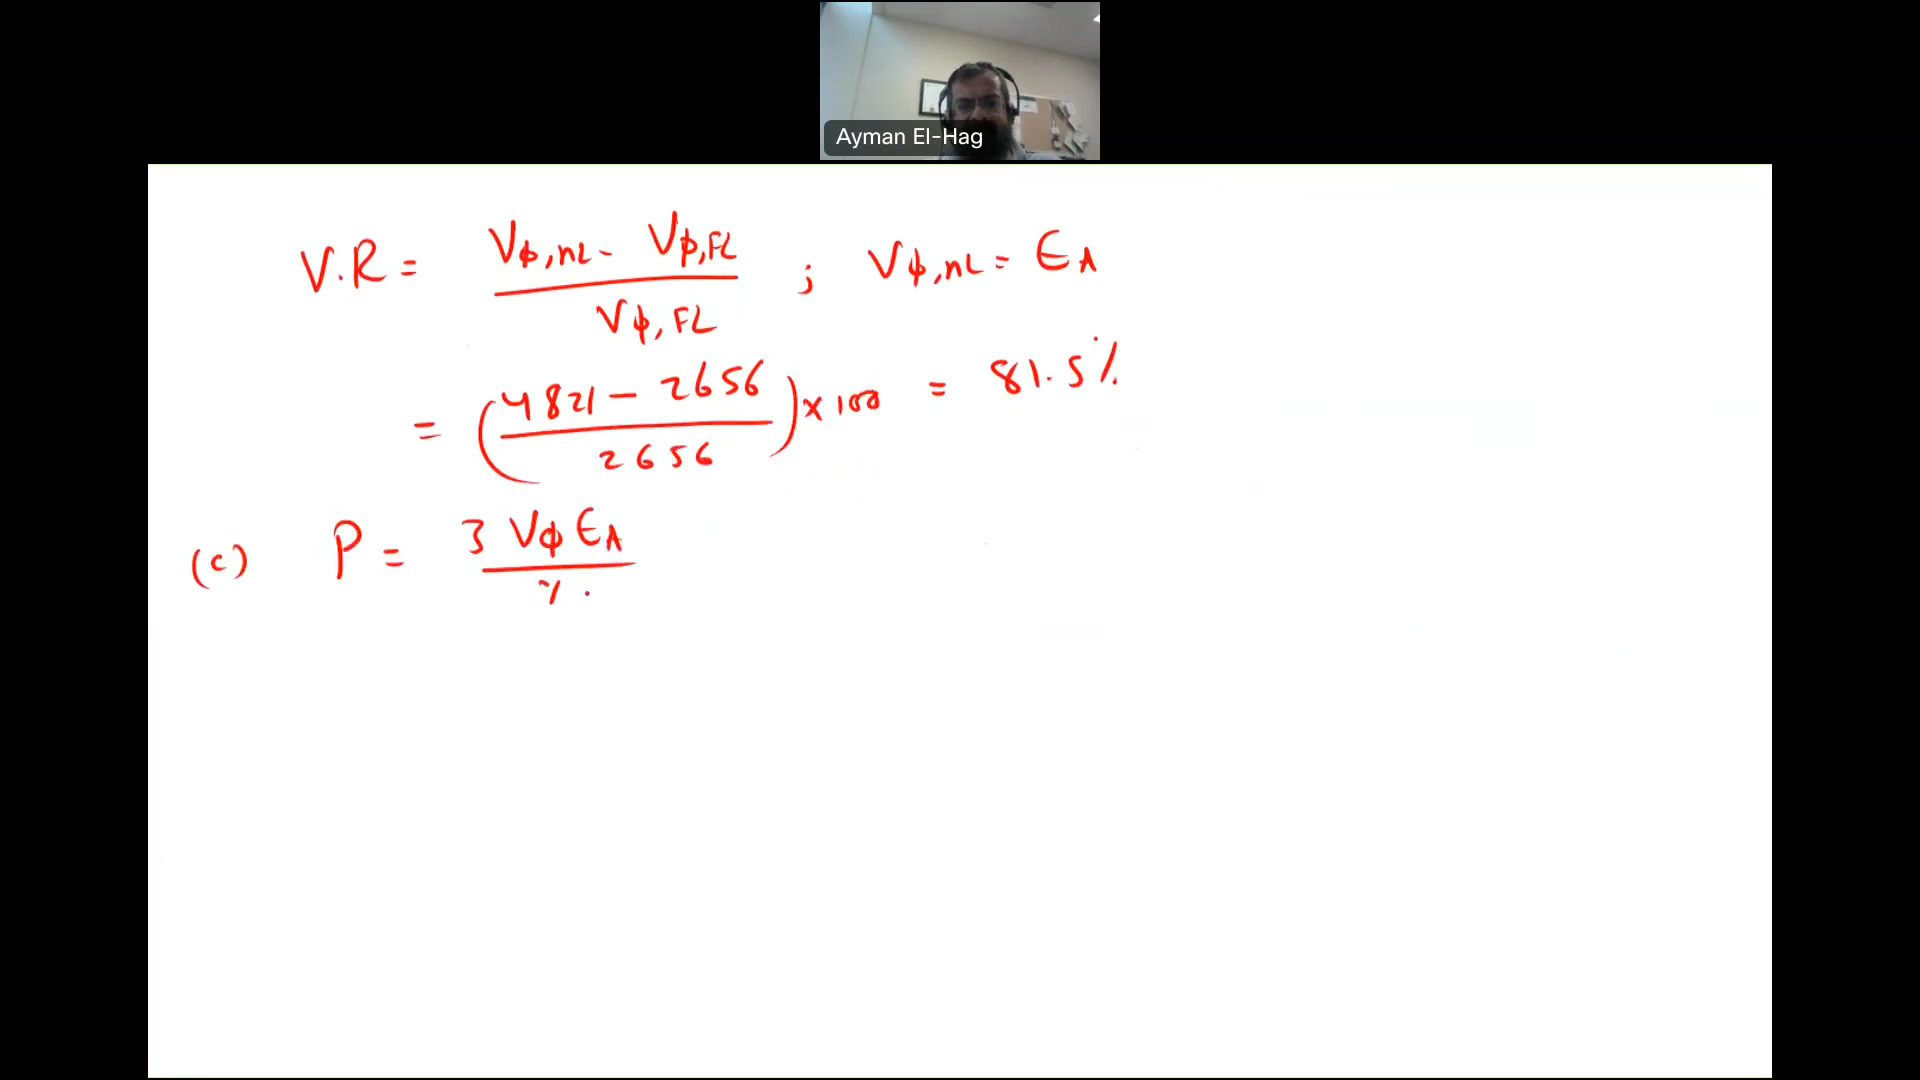 Ayman El-Hag
V.R = Vφ,nL - Vφ,FL / Vφ,FL ; Vφ,nL = EA
= (4821 - 2656 / 2656) x 100 = 81.5%
(c) P = 3 Vφ EA /